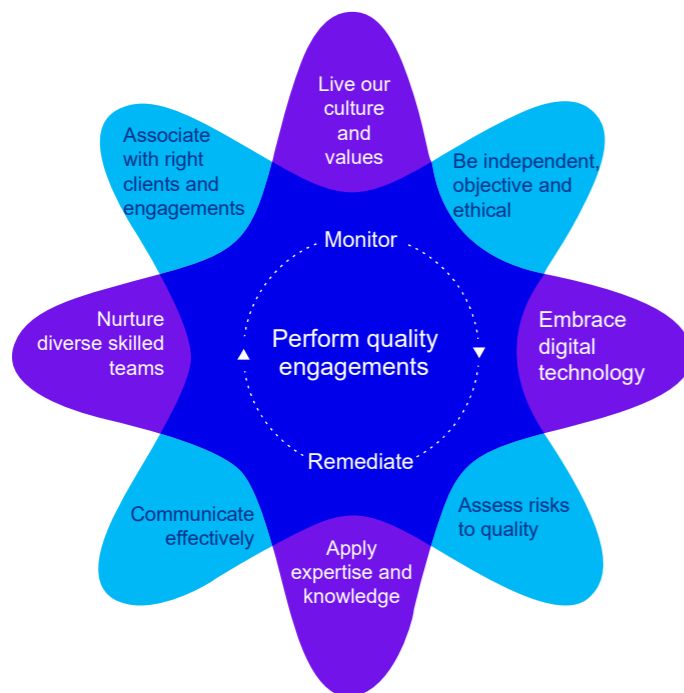 Live our
culture
and
values
Associate
with right
clients and
engagements
Be independent,
objective and
ethical
Monitor
Nurture
diverse skilled
teams
Perform quality
engagements
Embrace
digital
technology
Remediate
Communicate
effectively
Assess risks
to quality
Apply
expertise and
knowledge